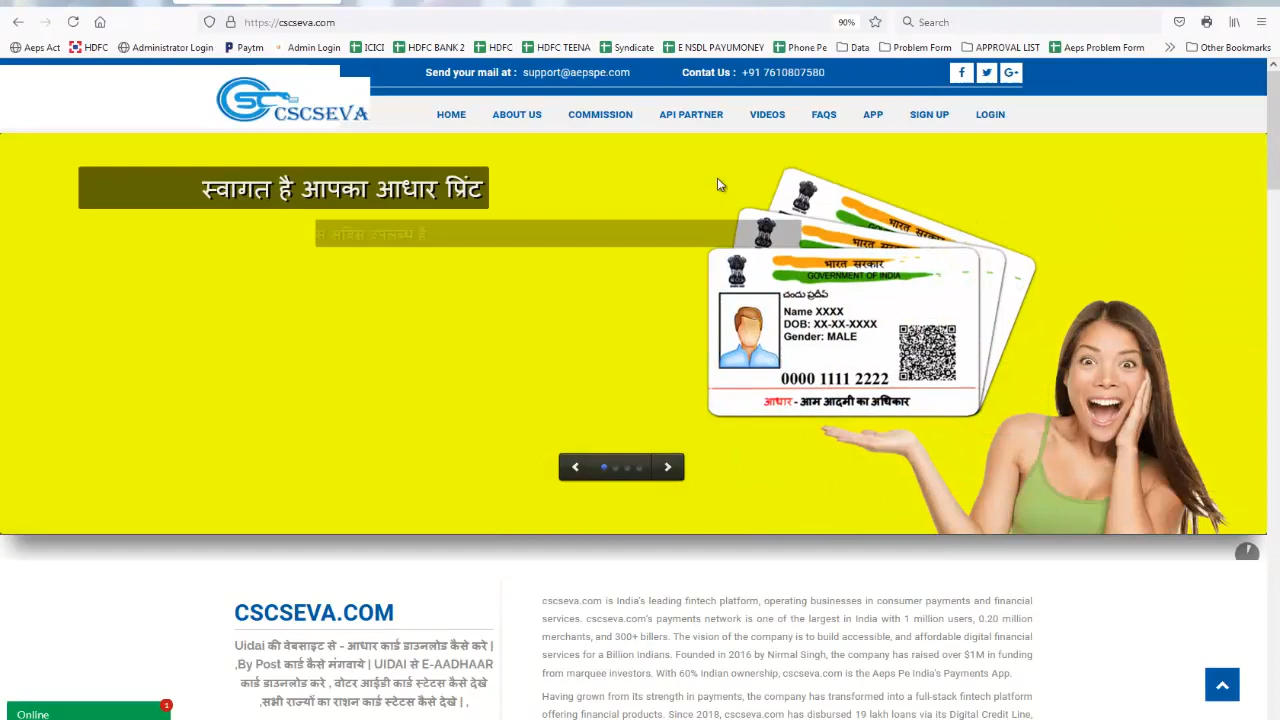 https://cscseva.com
90%
Search
Aeps Act
HDFC
Administrator Login
Paytm
Admin Login
ICICI
HDFC BANK 2
HDFC
HDFC TEENA
Syndicate
E NSDL PAYUMONEY
Phone Pe
Data
Problem Form
APPROVAL LIST
Aeps Problem Form
Other Bookmarks
Send your mail at : support@aepspe.com
Contat Us : +91 7610807580
f
G+
CSCSEVA
HOME
ABOUT US
COMMISSION
API PARTNER
VIDEOS
FAQS
APP
SIGN UP
LOGIN
स्वागत है आपका आधार प्रिंट
उपलब्ध है
भारत सरकार
भारत सरकार
भारत सरकार
GOVERNMENT OF INDIA
చందు ప్రదీప్
Name XXXX
DOB: XX-XX-XXXX
Gender: MALE
0000 1111 2222
आधार - आम आदमी का अधिकार
CSCSEVA.COM
Uidai की वेबसाइट से - आधार कार्ड डाउनलोड कैसे करे |
,By Post कार्ड कैसे मंगवाये | UIDAI से E-AADHAAR
कार्ड डाउनलोड करे , वोटर आईडी कार्ड स्टेटस कैसे देखे
,सभी राज्यों का राशन कार्ड स्टेटस कैसे देखे | ,
cscseva.com is India's leading fintech platform, operating businesses in consumer payments and financial
services. cscseva.com's payments network is one of the largest in India with 1 million users, 0.20 million
merchants, and 300+ billers. The vision of the company is to build accessible, and affordable digital financial
services for a Billion Indians. Founded in 2016 by Nirmal Singh, the company has raised over $1M in funding
from marquee investors. With 60% Indian ownership, cscseva.com is the Aeps Pe India's Payments App.
Having grown from its strength in payments, the company has transformed into a full-stack fintech platform
offering financial products. Since 2018, cscseva.com has disbursed 19 lakh loans via its Digital Credit Line,
Online
1